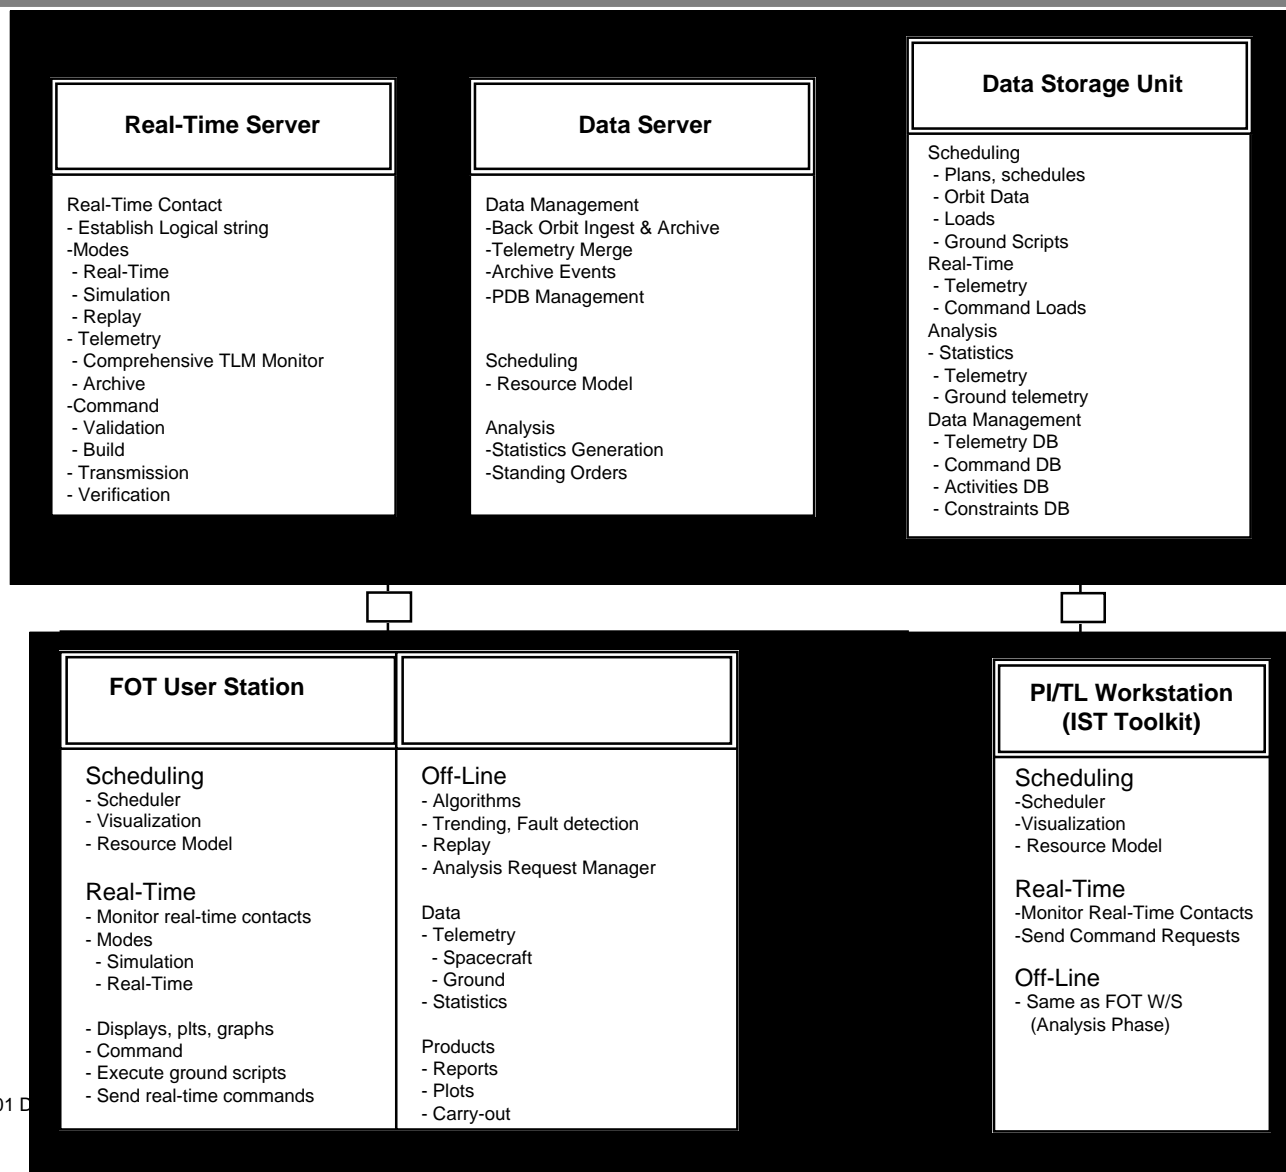 Real-Time Server
Real-Time Contact
- Establish Logical string
-Modes
- Real-Time
- Simulation
- Replay
- Telemetry
- Comprehensive TLM Monitor
- Archive
-Command
- Validation
- Build
- Transmission
- Verification
Data Server
Data Management
-Back Orbit Ingest & Archive
-Telemetry Merge
-Archive Events
-PDB Management
Scheduling
- Resource Model
Analysis
-Statistics Generation
-Standing Orders
Data Storage Unit
Scheduling
- Plans, schedules
- Orbit Data
- Loads
- Ground Scripts
Real-Time
- Telemetry
- Command Loads
Analysis
- Statistics
- Telemetry
- Ground telemetry
Data Management
- Telemetry DB
- Command DB
- Activities DB
- Constraints DB
FOT User Station
Scheduling
- Scheduler
- Visualization
- Resource Model
Real-Time
- Monitor real-time contacts
- Modes
- Simulation
- Real-Time
- Displays, plts, graphs
- Command
- Execute ground scripts
- Send real-time commands
Off-Line
- Algorithms
- Trending, Fault detection
- Replay
- Analysis Request Manager
Data
- Telemetry
- Spacecraft
- Ground
- Statistics
Products
- Reports
- Plots
- Carry-out
PI/TL Workstation
(IST Toolkit)
Scheduling
-Scheduler
-Visualization
- Resource Model
Real-Time
-Monitor Real-Time Contacts
-Send Command Requests
Off-Line
- Same as FOT W/S
(Analysis Phase)